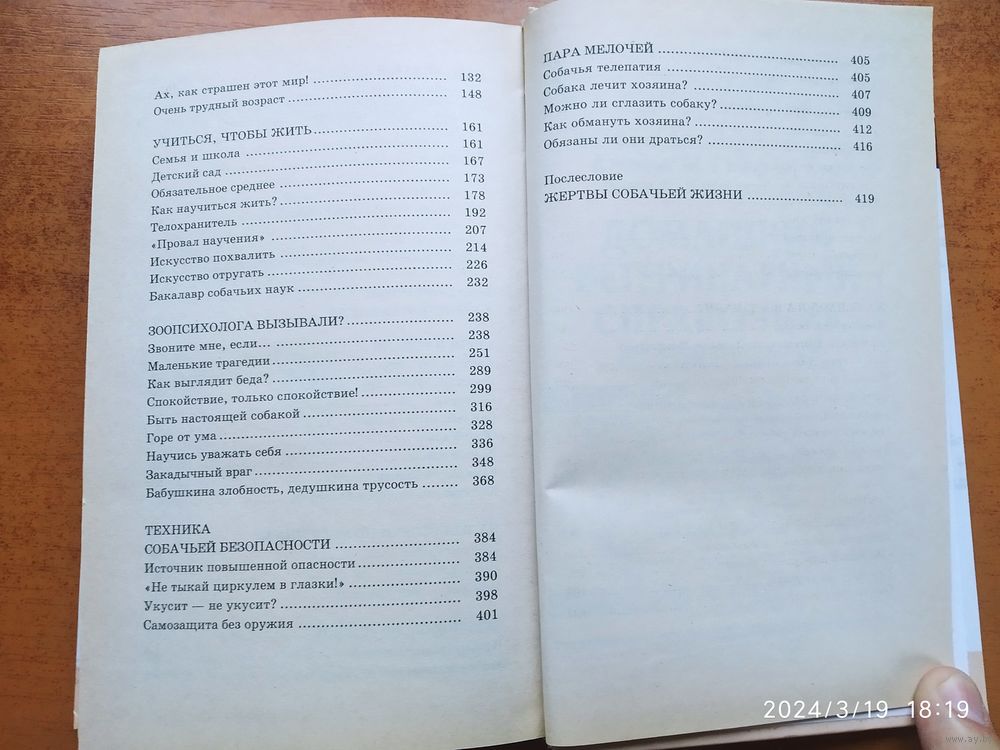 Ах, как страшен этот мир! ........................ 132
Очень трудный возраст ........................ 148
УЧИТЬСЯ, ЧТОБЫ ЖИТЬ ........................ 161
Семья и школа ........................ 161
Детский сад ........................ 167
Обязательное среднее ........................ 173
Как научиться жить? ........................ 178
Телохранитель ........................ 192
«Провал научения» ........................ 207
Искусство похвалить ........................ 214
Искусство отругать ........................ 226
Бакалавр собачьих наук ........................ 232
ЗООПСИХОЛОГА ВЫЗЫВАЛИ? ........................ 238
Звоните мне, если... ........................ 238
Маленькие трагедии ........................ 251
Как выглядит беда? ........................ 289
Спокойствие, только спокойствие! ........................ 299
Быть настоящей собакой ........................ 316
Горе от ума ........................ 328
Научись уважать себя ........................ 336
Закадычный враг ........................ 348
Бабушкина злобность, дедушкина трусость ........ 368
ТЕХНИКА
СОБАЧЬЕЙ БЕЗОПАСНОСТИ ........................ 384
Источник повышенной опасности ........................ 384
«Не тыкай циркулем в глазки!» ........................ 390
Укусит — не укусит? ........................ 398
Самозащита без оружия ........................ 401
ПАРА МЕЛОЧЕЙ ........................ 405
Собачья телепатия ........................ 405
Собака лечит хозяина? ........................ 407
Можно ли сглазить собаку? ........................ 409
Как обмануть хозяина? ........................ 412
Обязаны ли они драться? ........................ 416
Послесловие
ЖЕРТВЫ СОБАЧЬЕЙ ЖИЗНИ ........................ 419
2024/3/19 18:19